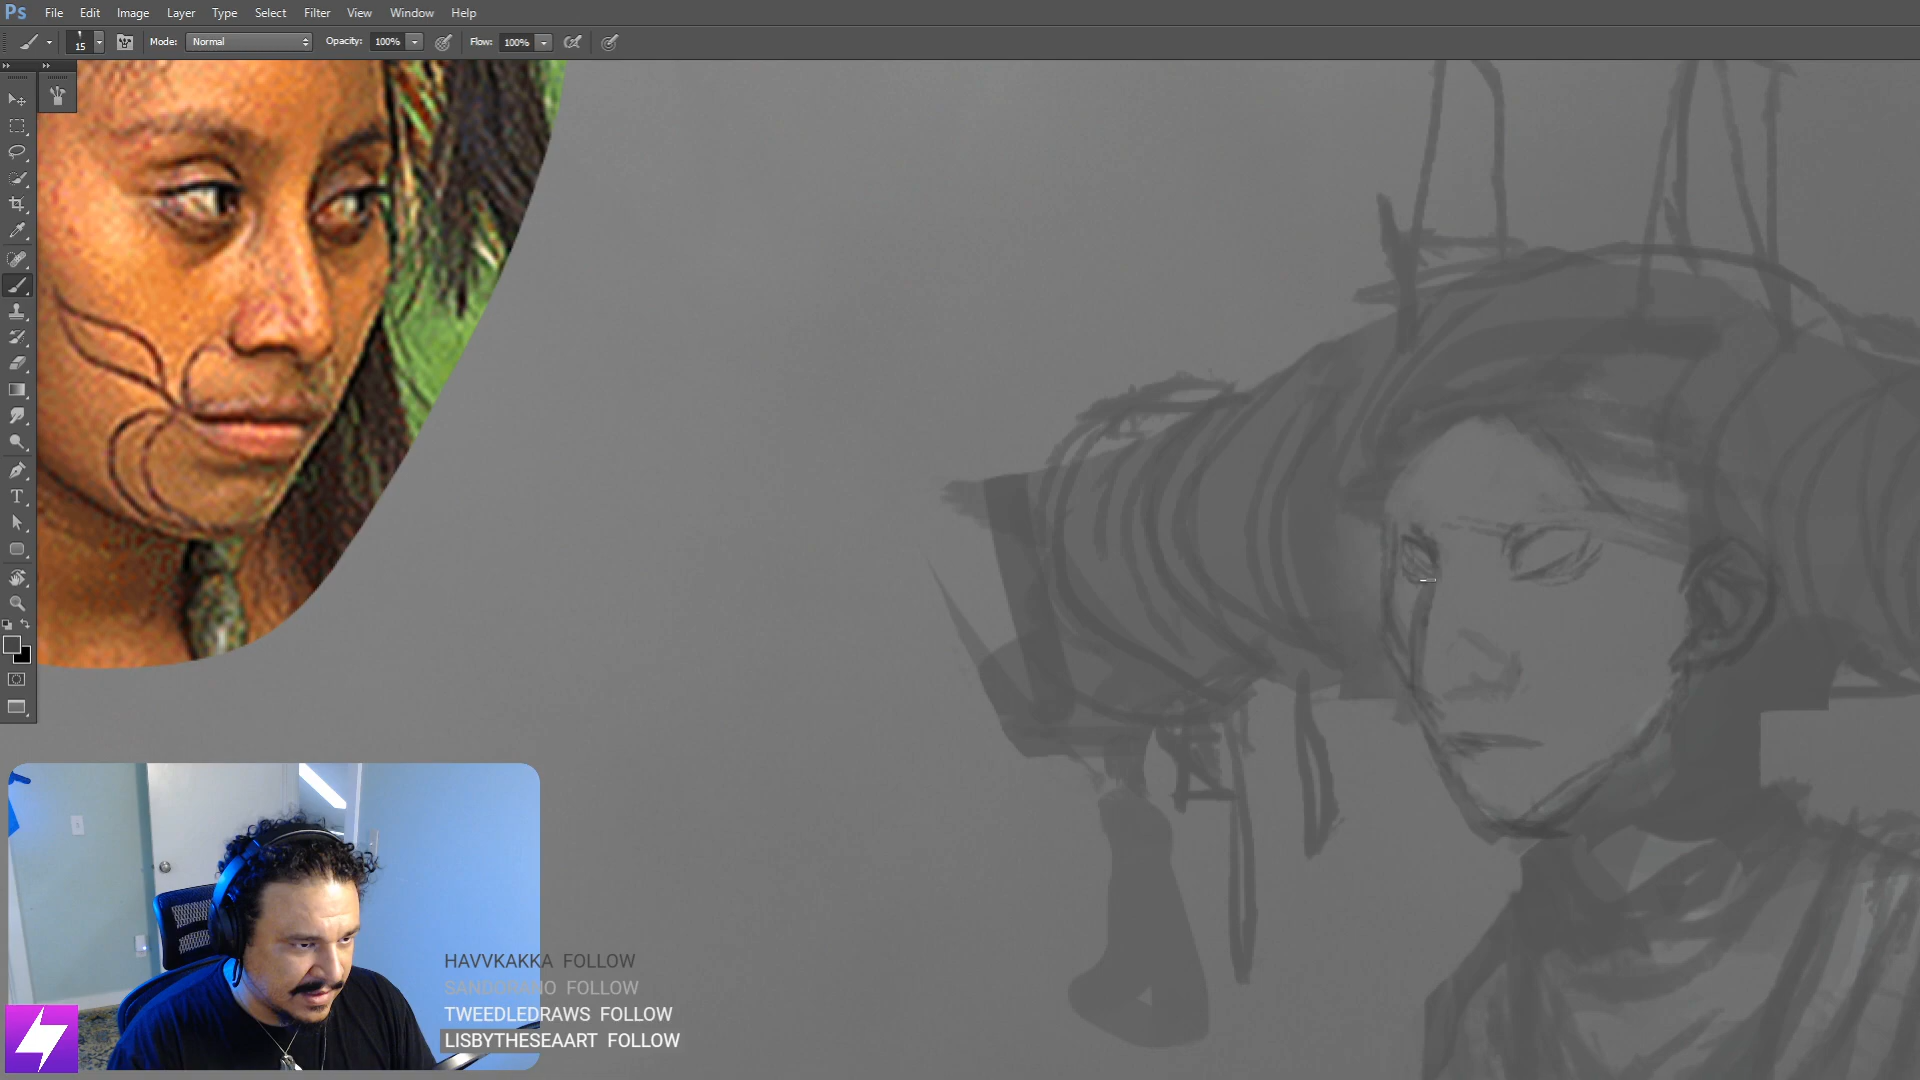 Ps File Edit Image Layer Type Select Filter View Window Help
15 Mode: Normal Opacity: 100% Flow: 100%
T
HAVVKAKKA FOLLOW
SANDORANO FOLLOW
TWEEDLEDRAWS FOLLOW
LISBYTHESEAART FOLLOW